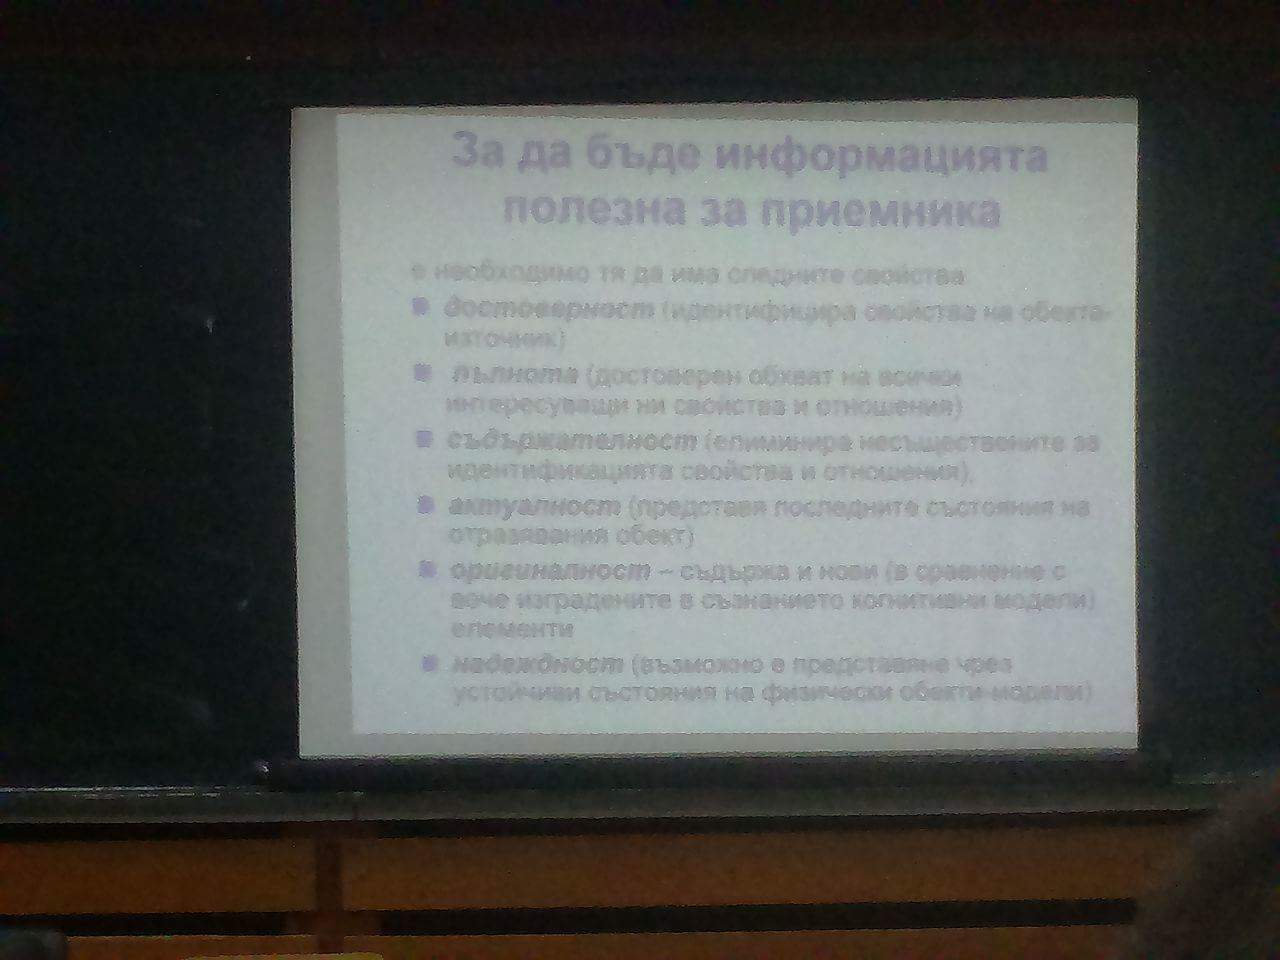 За да бъде информацията
полезна за приемника
е необходимо тя да има следните свойства
достоверност (идентифицира свойства на обекта-
източник)
пълнота (достоверен обхват на всички
интересуващи ни свойства и отношения)
съдържателност (елиминира несъществените за
идентификацията свойства и отношения),
актуалност (представя последните състояния на
отразявания обект)
оригиналност – съдържа и нови (в сравнение с
вече изградените в съзнанието когнитивни модели)
елементи
надеждност (възможно е представяне чрез
устойчиви състояния на физически обекти-модели)